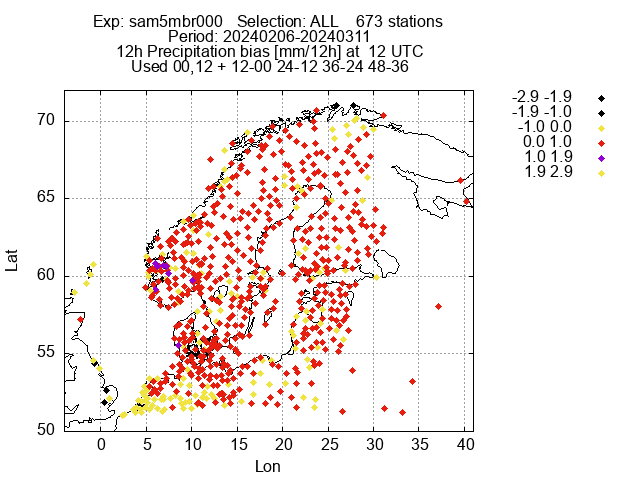 Exp: sam5mbr000   Selection: ALL    673 stations
Period: 20240206-20240311
12h Precipitation bias [mm/12h] at  12 UTC
Used 00,12 + 12-00 24-12 36-24 48-36
-2.9 -1.9
-1.9 -1.0
-1.0 0.0
0.0 1.0
1.0 1.9
1.9 2.9
Lat
70
65
60
55
50
0 5 10 15 20 25 30 35 40
Lon